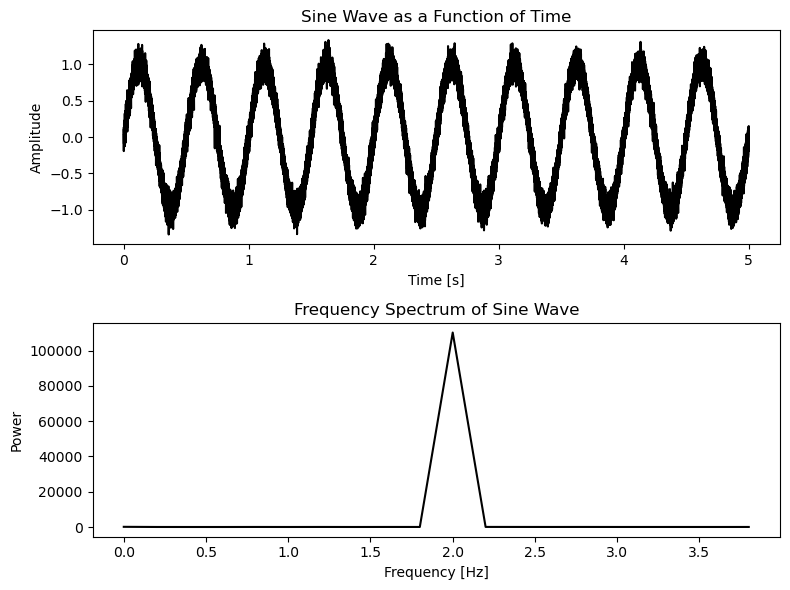 Sine Wave as a Function of Time
1.0
0.5
0.0
−0.5
−1.0
Amplitude
0 1 2 3 4 5
Time [s]
Frequency Spectrum of Sine Wave
100000
80000
60000
40000
20000
0
Power
0.0 0.5 1.0 1.5 2.0 2.5 3.0 3.5
Frequency [Hz]